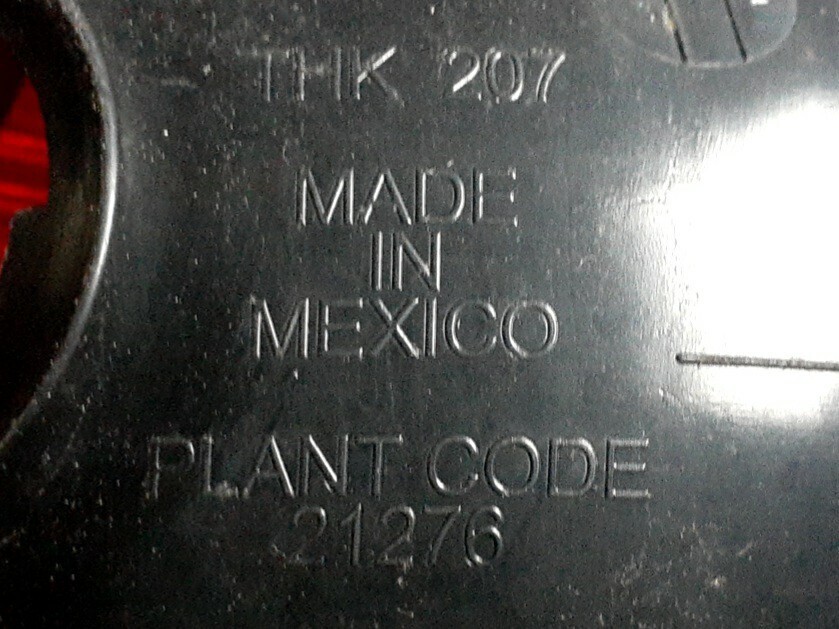 THK 207
MADE
IN
MEXICO
PLANT CODE
21276